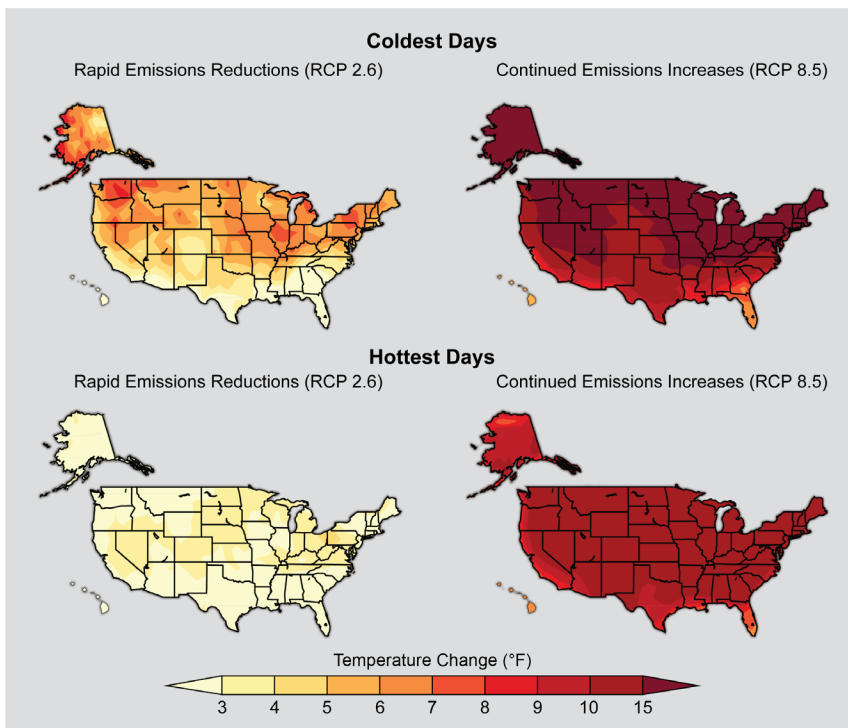 Coldest Days
Rapid Emissions Reductions (RCP 2.6)
Continued Emissions Increases (RCP 8.5)
Hottest Days
Rapid Emissions Reductions (RCP 2.6)
Continued Emissions Increases (RCP 8.5)
Temperature Change (°F)
3 4 5 6 7 8 9 10 15